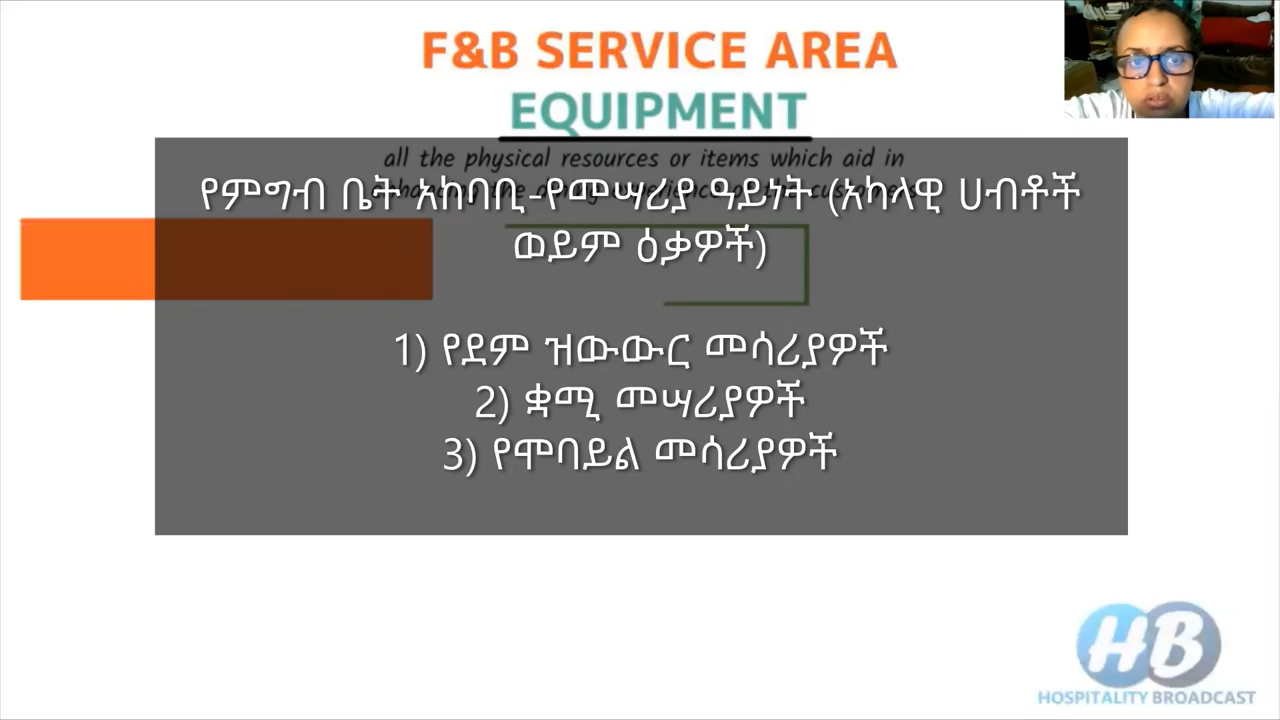 F&B SERVICE AREA
EQUIPMENT
all the physical resources or items which aid in
የምግብ ቤት አከባቢ-የመሣሪያ ዓይነት (አካላዊ ሀብቶች
ወይም ዕቃዎች)
1) የደም ዝውውር መሳሪያዎች
2) ቋሚ መሣሪያዎች
3) የሞባይል መሳሪያዎች
HB
HOSPITALITY BROADCAST